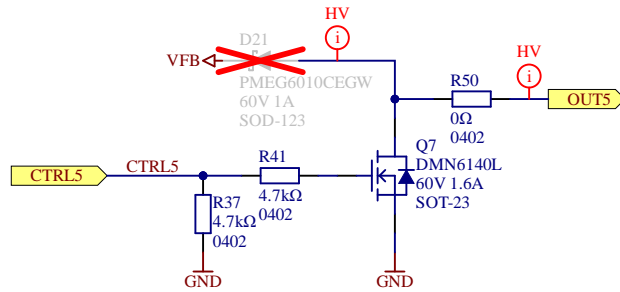 HV
D21
VFB
PMEG6010CEGW
60V 1A
SOD-123
HV
R50
OUT5
0Ω
0402
Q7
DMN6140L
60V 1.6A
SOT-23
CTRL5
CTRL5
R41
4.7kΩ
0402
R37
4.7kΩ
0402
GND
GND